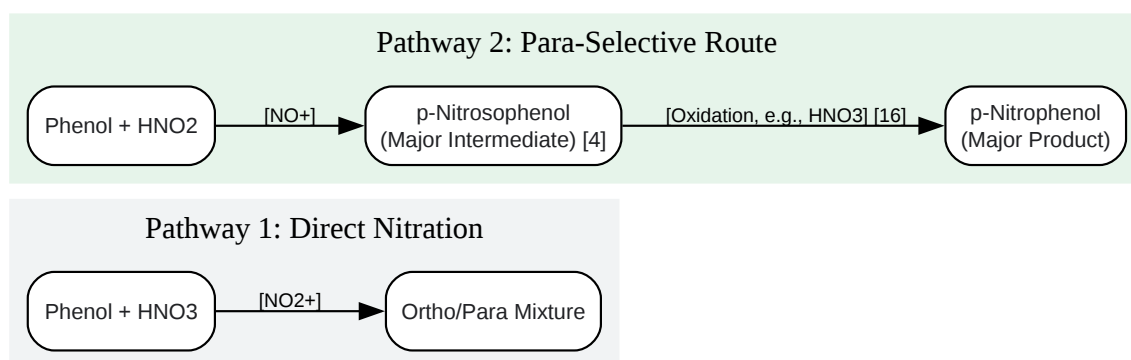 Pathway 2: Para-Selective Route
Phenol + HNO2
[NO+]
p-Nitrosophenol
(Major Intermediate) [4]
[Oxidation, e.g., HNO3] [16]
p-Nitrophenol
(Major Product)
Pathway 1: Direct Nitration
Phenol + HNO3
[NO2+]
Ortho/Para Mixture